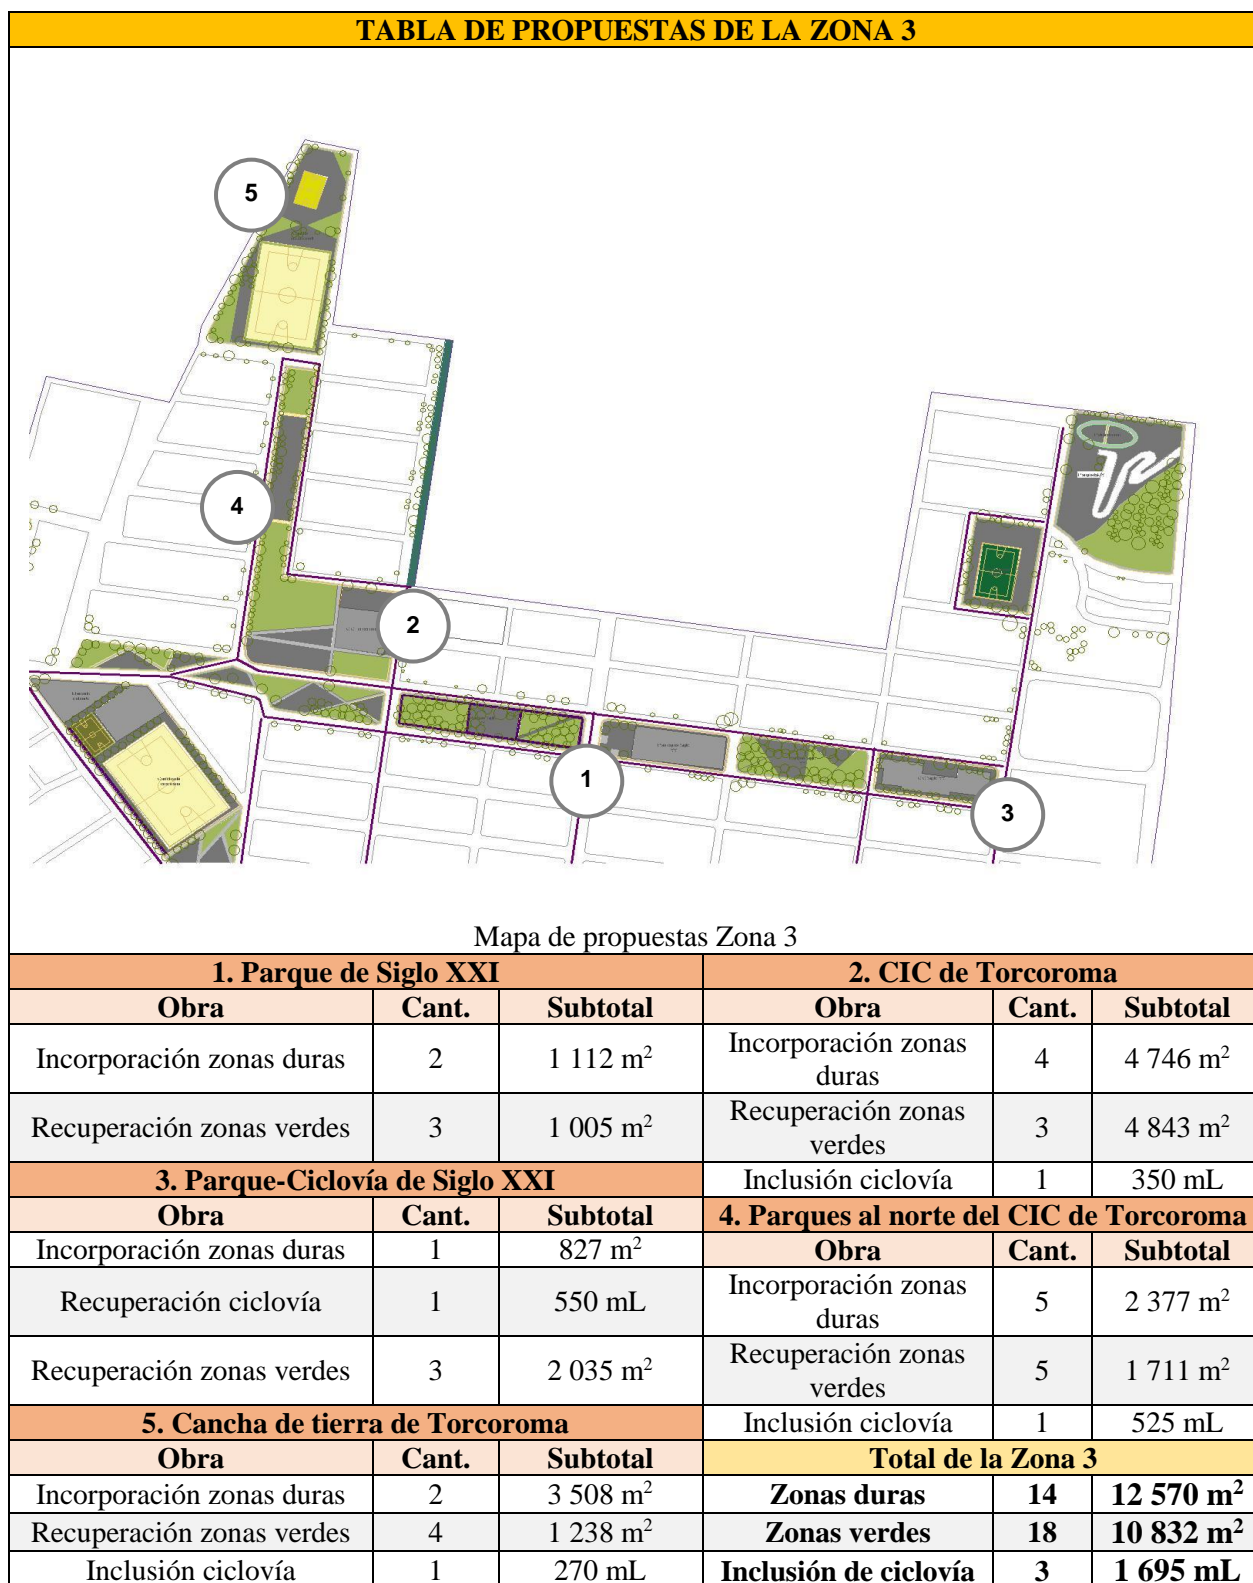 TABLA DE PROPUESTAS DE LA ZONA 3
5
4
2
1
3
Mapa de propuestas Zona 3
1. Parque de Siglo XXI
Obra Cant. Subtotal
Incorporación zonas duras 2 1 112 m²
Recuperación zonas verdes 3 1 005 m²
2. CIC de Torcoroma
Obra Cant. Subtotal
Incorporación zonas
duras 4 4 746 m²
Recuperación zonas
verdes 3 4 843 m²
Inclusión ciclovía 1 350 mL
3. Parque-Ciclovía de Siglo XXI
Obra Cant. Subtotal
Incorporación zonas duras 1 827 m²
Recuperación ciclovía 1 550 mL
Recuperación zonas verdes 3 2 035 m²
4. Parques al norte del CIC de Torcoroma
Obra Cant. Subtotal
Incorporación zonas
duras 5 2 377 m²
Recuperación zonas
verdes 5 1 711 m²
Inclusión ciclovía 1 525 mL
5. Cancha de tierra de Torcoroma
Obra Cant. Subtotal
Incorporación zonas duras 2 3 508 m²
Recuperación zonas verdes 4 1 238 m²
Inclusión ciclovía 1 270 mL
Total de la Zona 3
Zonas duras 14 12 570 m²
Zonas verdes 18 10 832 m²
Inclusión de ciclovía 3 1 695 mL